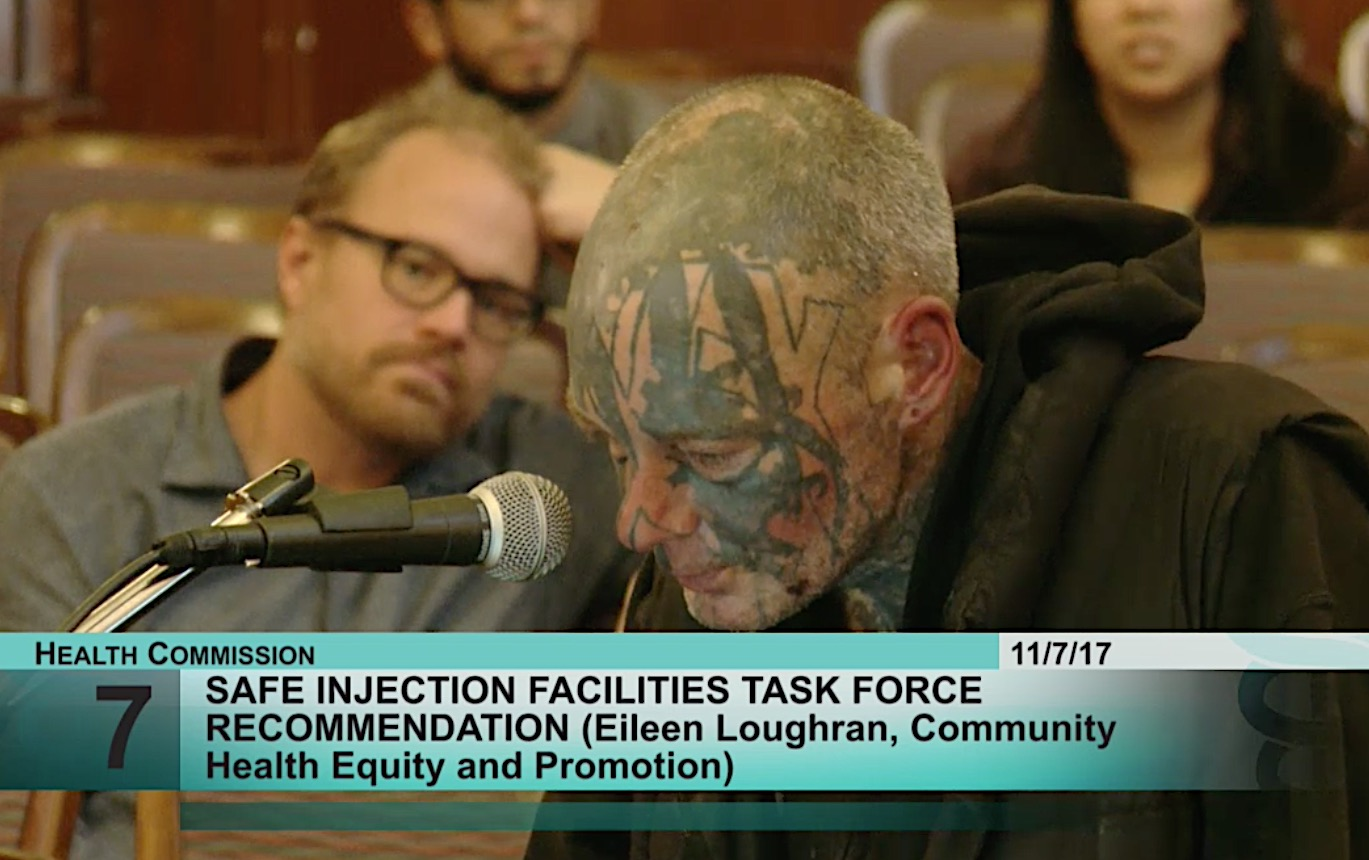 HEALTH COMMISSION
11/7/17
7
SAFE INJECTION FACILITIES TASK FORCE
RECOMMENDATION (Eileen Loughran, Community
Health Equity and Promotion)